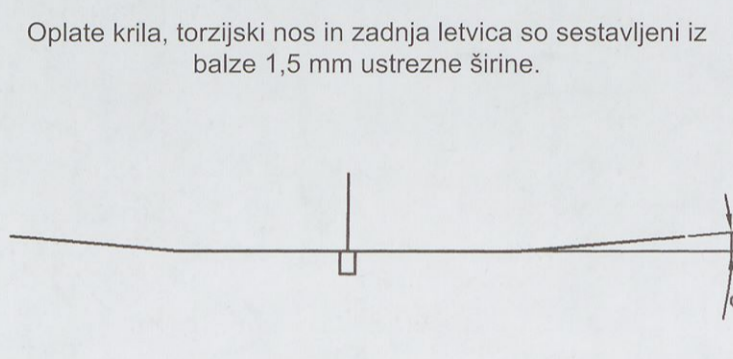 Oplate krila, torzijski nos in zadnja letvica so sestavljeni iz
balze 1,5 mm ustrezne širine.